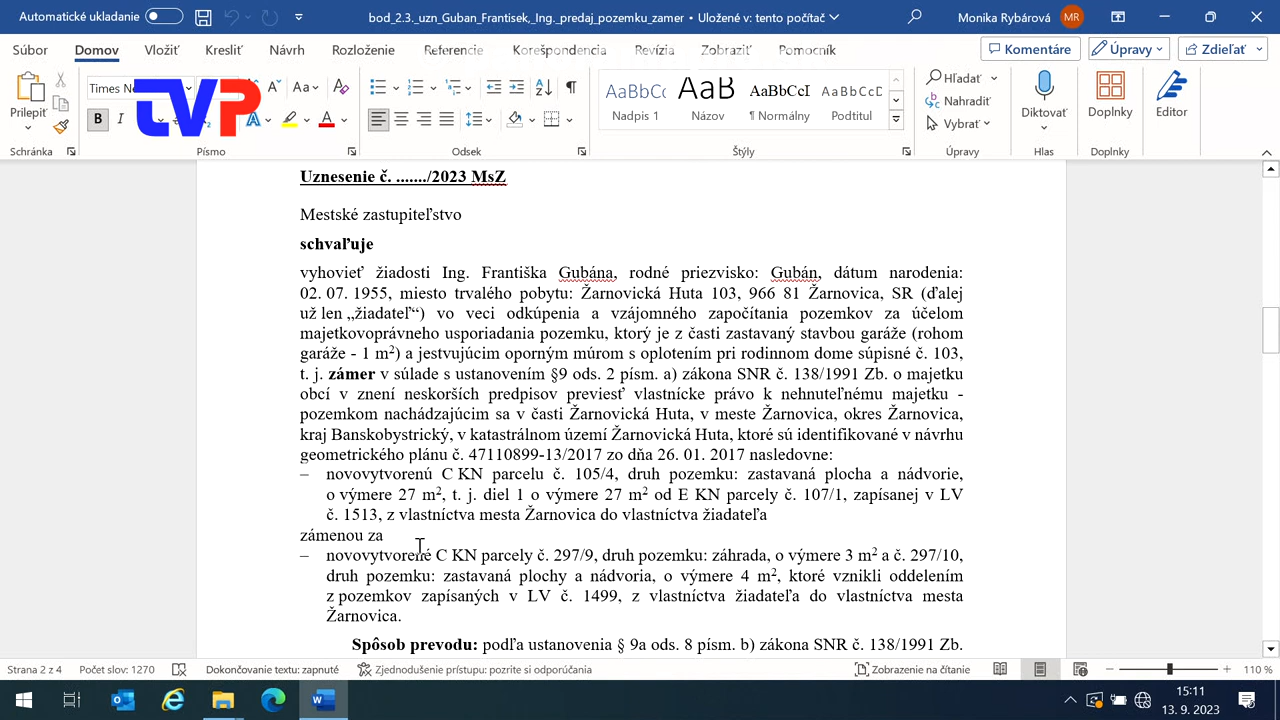 Automatické ukladanie
bod_2.3._uzn_Guban_Frantisek,_Ing._predaj_pozemku_zamer • Uložené v: tento počítač
Monika Rybárová MR
Súbor Domov Vložiť Kresliť Návrh Rozloženie Referencie Korešpondencia Revízia Zobraziť Pomocník
Komentáre Úpravy Zdieľať
Prilepiť
Times Ne
TVP
B I
AaBbCc AaB AaBbCcI AaBbCcD
Nadpis 1 Názov ¶ Normálny Podtitul
Hľadať
Nahradiť
Vybrať
Diktovať
Doplnky
Editor
Schránka Písmo Odsek Štýly Úpravy Hlas Doplnky
Uznesenie č. ......./2023 MsZ
Mestské zastupiteľstvo
schvaľuje
vyhovieť žiadosti Ing. Františka Gubána, rodné priezvisko: Gubán, dátum narodenia:
02. 07. 1955, miesto trvalého pobytu: Žarnovická Huta 103, 966 81 Žarnovica, SR (ďalej
už len „žiadateľ“) vo veci odkúpenia a vzájomného započítania pozemkov za účelom
majetkovoprávneho usporiadania pozemku, ktorý je z časti zastavaný stavbou garáže (rohom
garáže - 1 m²) a jestvujúcim oporným múrom s oplotením pri rodinnom dome súpisné č. 103,
t. j. zámer v súlade s ustanovením §9 ods. 2 písm. a) zákona SNR č. 138/1991 Zb. o majetku
obcí v znení neskorších predpisov previesť vlastnícke právo k nehnuteľnému majetku -
pozemkom nachádzajúcim sa v časti Žarnovická Huta, v meste Žarnovica, okres Žarnovica,
kraj Banskobystrický, v katastrálnom území Žarnovická Huta, ktoré sú identifikované v návrhu
geometrického plánu č. 47110899-13/2017 zo dňa 26. 01. 2017 nasledovne:
– novovytvorenú C KN parcelu č. 105/4, druh pozemku: zastavaná plocha a nádvorie,
o výmere 27 m², t. j. diel 1 o výmere 27 m² od E KN parcely č. 107/1, zapísanej v LV
č. 1513, z vlastníctva mesta Žarnovica do vlastníctva žiadateľa
zámenou za
– novovytvorené C KN parcely č. 297/9, druh pozemku: záhrada, o výmere 3 m² a č. 297/10,
druh pozemku: zastavaná plochy a nádvoria, o výmere 4 m², ktoré vznikli oddelením
z pozemkov zapísaných v LV č. 1499, z vlastníctva žiadateľa do vlastníctva mesta
Žarnovica.
Spôsob prevodu: podľa ustanovenia § 9a ods. 8 písm. b) zákona SNR č. 138/1991 Zb.
Strana 2 z 4 Počet slov: 1270 Dokončovanie textu: zapnuté Zjednodušenie prístupu: pozrite si odporúčania Zobrazenie na čítanie 110 %
15:11
13. 9. 2023